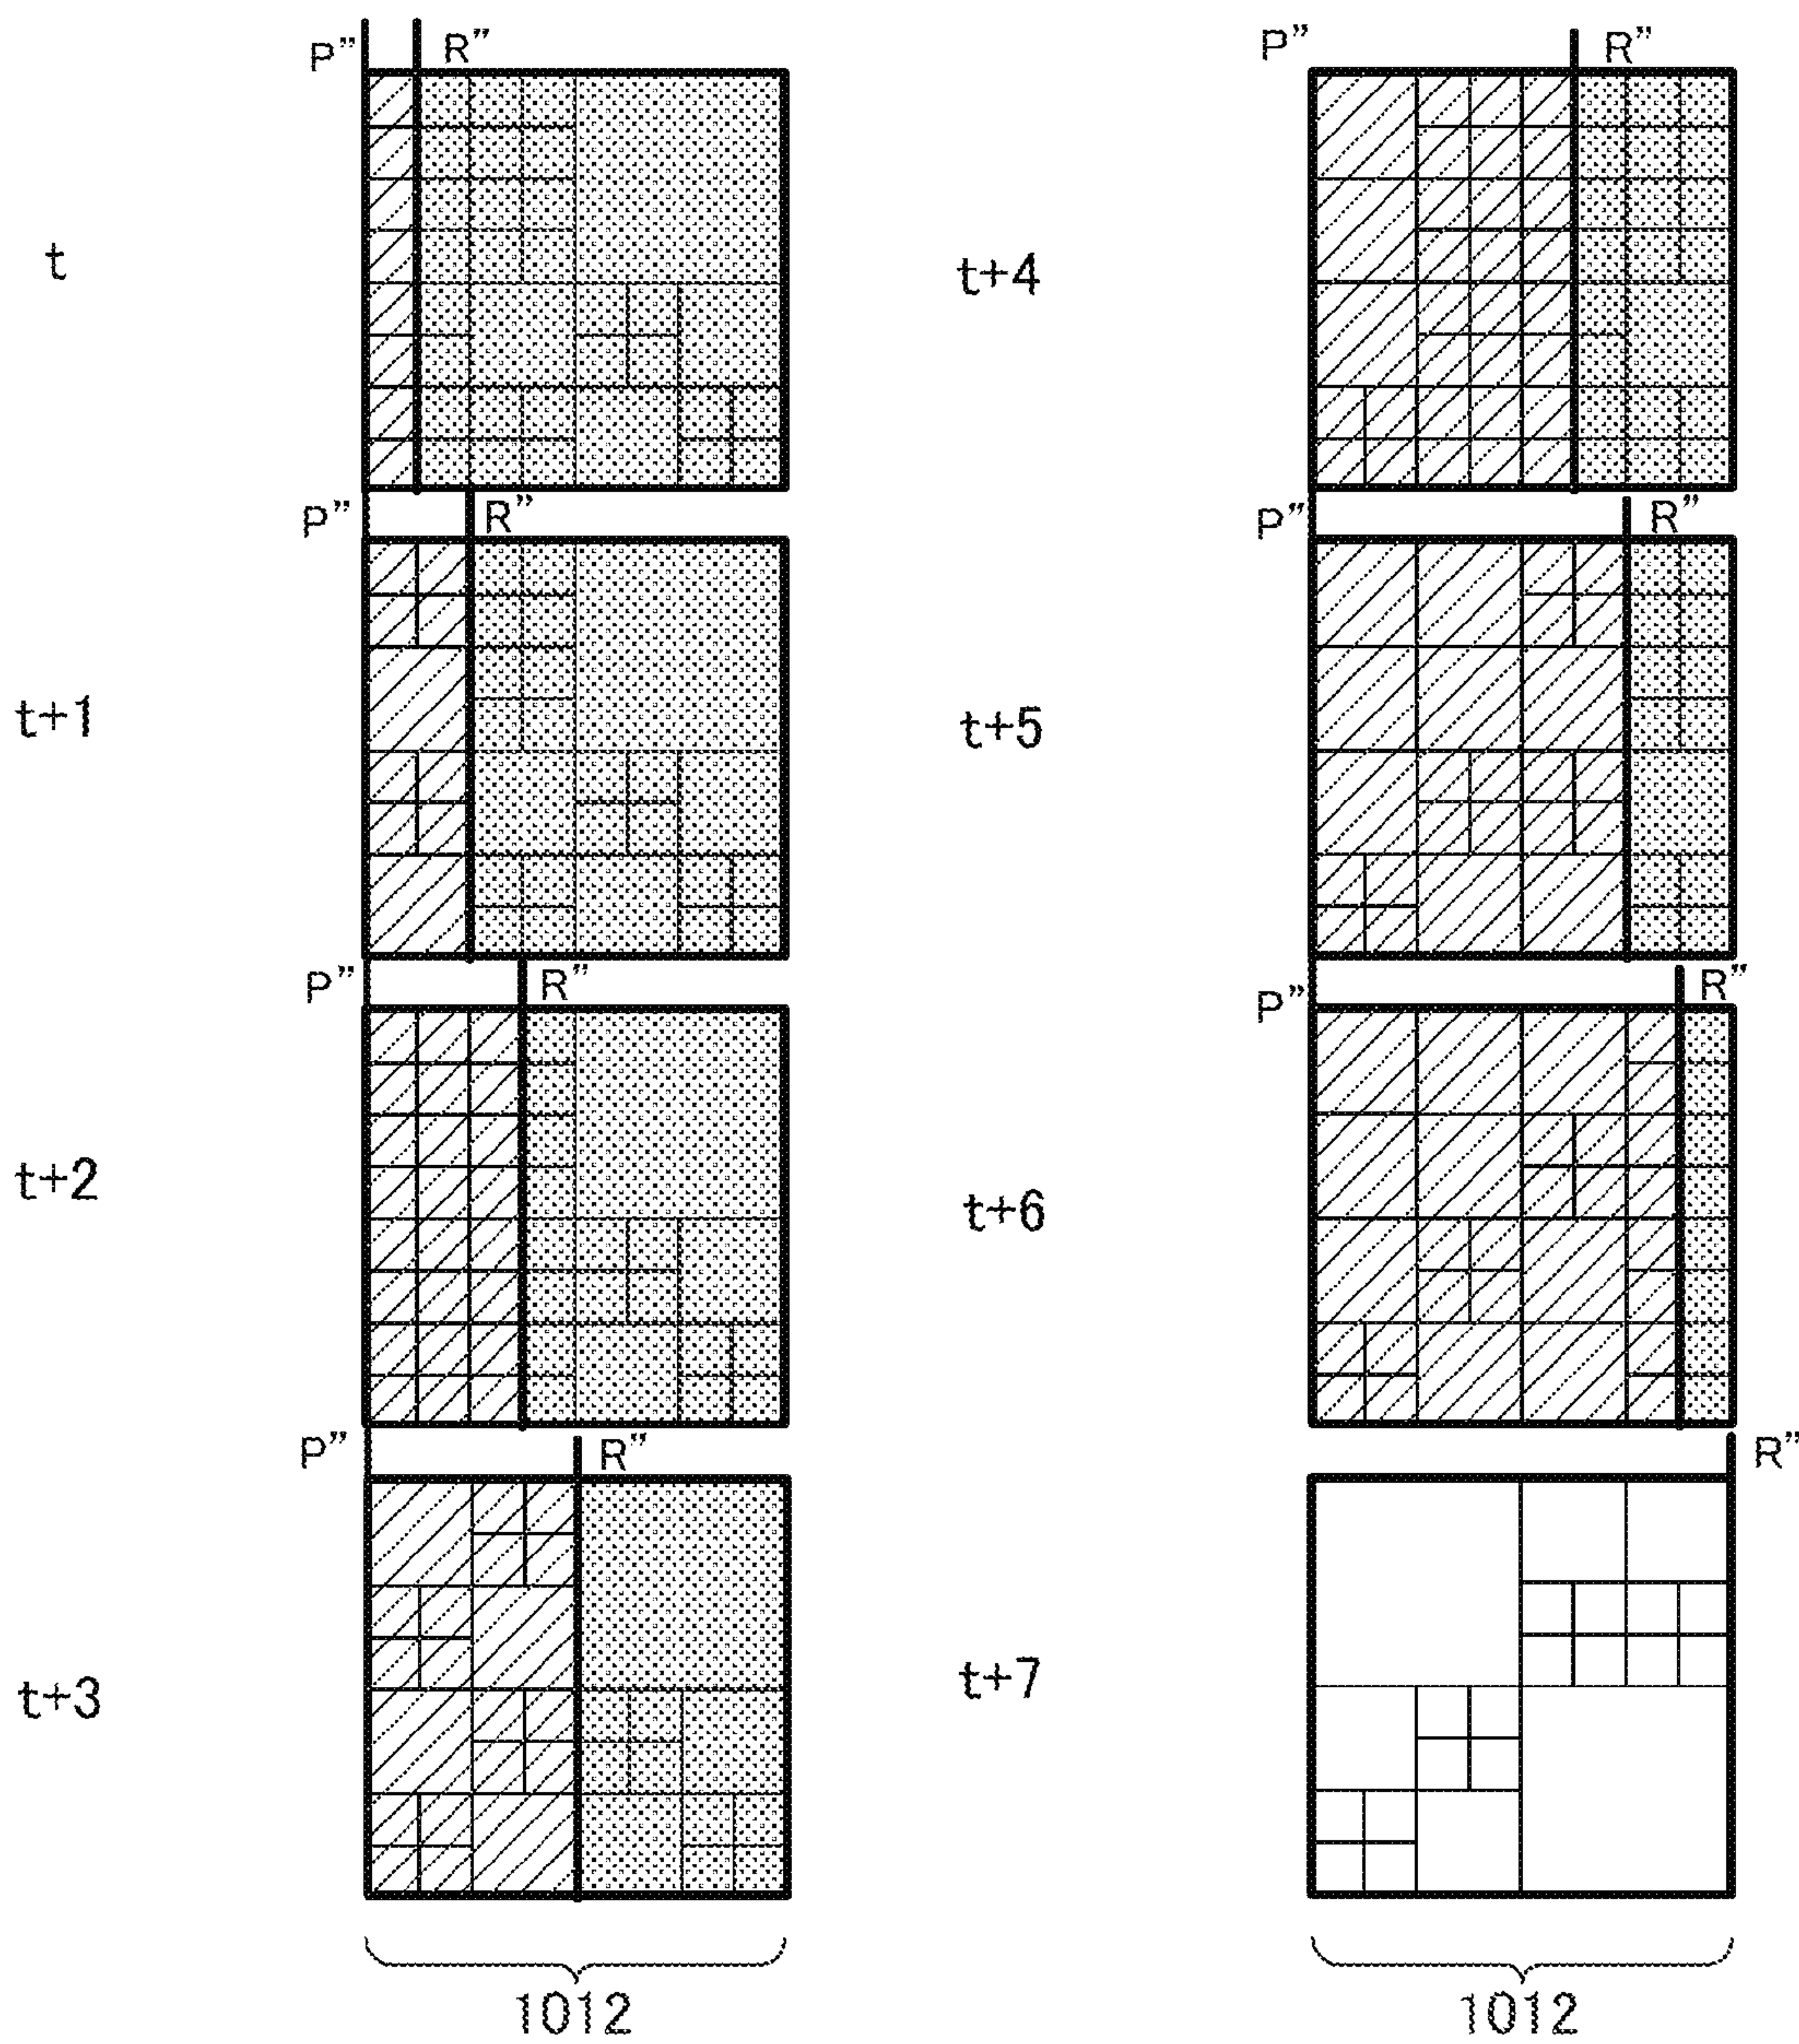 P” R”
t
P” R”
t+1
P” R”
t+2
P” R”
t+3
1012
P” R”
t+4
P” R”
t+5
P” R”
t+6
R”
t+7
1012